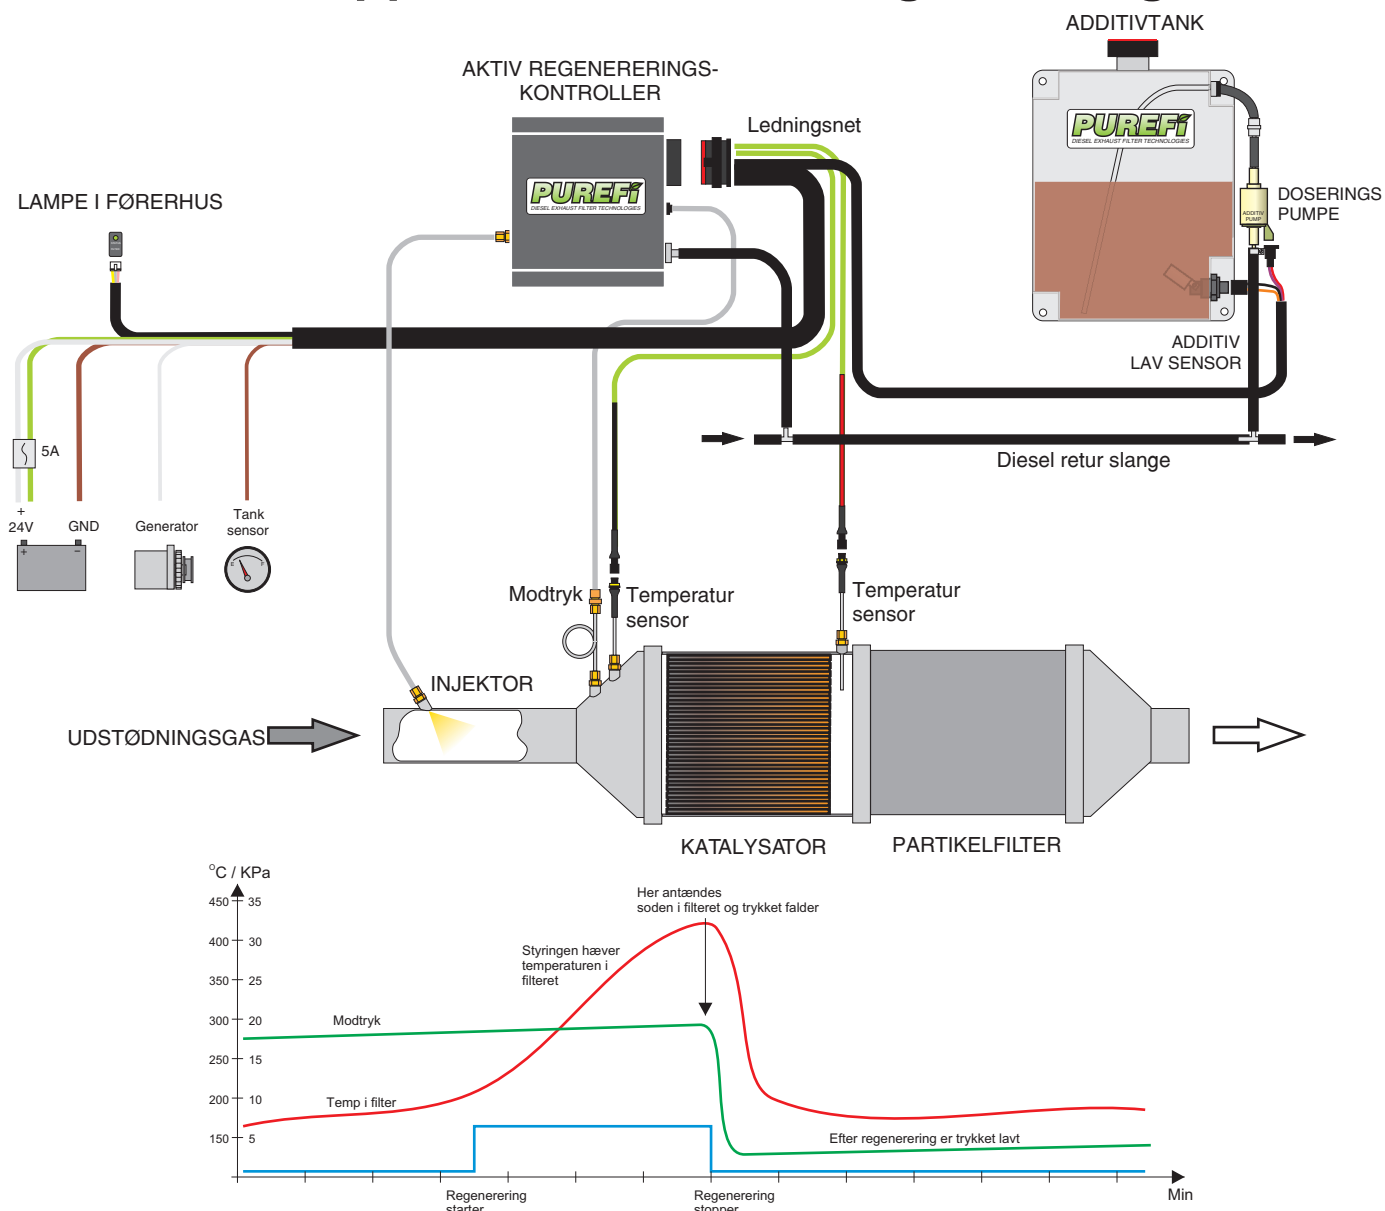 ADDITIVTANK
AKTIV REGENERERINGS-
KONTROLLER
Ledningsnet
PUREFi
DIESEL EXHAUST FILTER TECHNOLOGIES
PUREFi
DIESEL EXHAUST FILTER TECHNOLOGIES
LAMPE I FØRERHUS
DOSERINGS
PUMPE
ADDITIV
PUMP
ADDITIV
LAV SENSOR
5A
Diesel retur slange
+
24V
GND
Generator
Tank
sensor
+
−
E
F
Modtryk
Temperatur
sensor
Temperatur
sensor
INJEKTOR
UDSTØDNINGSGAS
KATALYSATOR
PARTIKELFILTER
°C / KPa
Her antændes
soden i filteret og trykket falder
Styringen hæver
temperaturen i
filteret
450 35
400 30
350 25
300 20
250 15
200 10
150 5
Modtryk
Temp i filter
Efter regenerering er trykket lavt
Min
Regenerering
starter
Regenerering
stopper